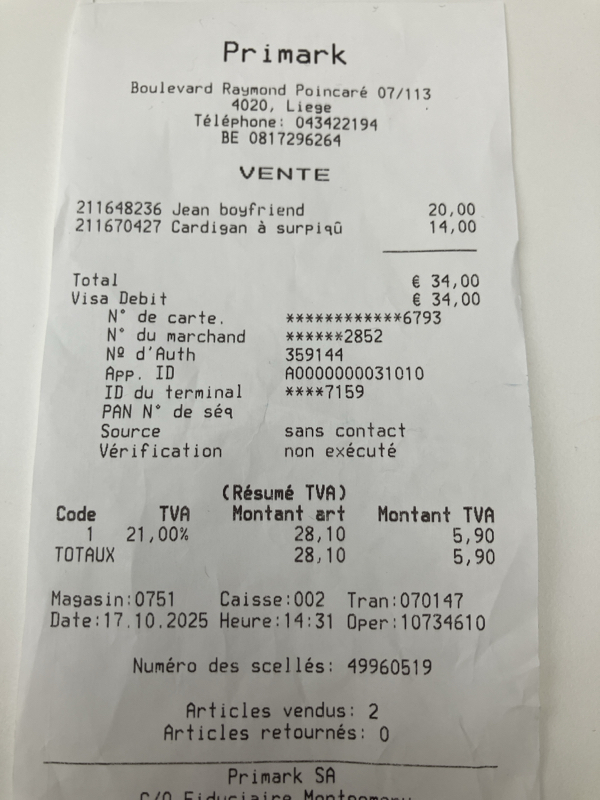 Primark
Boulevard Raymond Poincaré 07/113
4020, Liege
Téléphone: 043422194
BE 0817296264
VENTE
211648236 Jean boyfriend 20,00
211670427 Cardigan à surpiqû 14,00
Total € 34,00
Visa Debit € 34,00
N° de carte. ************6793
N° du marchand ******2852
Nº d'Auth 359144
App. ID A0000000031010
ID du terminal ****7159
PAN N° de séq
Source sans contact
Vérification non exécuté
(Résumé TVA)
Code TVA Montant art Montant TVA
1 21,00% 28,10 5,90
TOTAUX 28,10 5,90
Magasin:0751 Caisse:002 Tran:070147
Date:17.10.2025 Heure:14:31 Oper:10734610
Numéro des scellés: 49960519
Articles vendus: 2
Articles retournés: 0
Primark SA
C/O Fiduciaire Montgomery